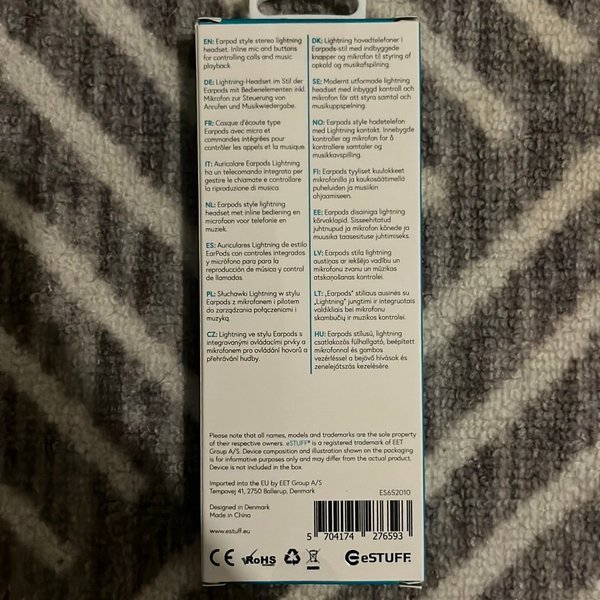 EN: Earpod style stereo lightning
headset. Inline mic and buttons
for controlling calls and music
playback.
DE: Lightning-Headset im Stil der
Earpods mit Bedienelementen inkl.
Mikrofon zur Steuerung von
Anrufen und Musikwiedergabe.
FR: Casque d'écoute type
Earpods avec micro et
commandes intégrées pour
contrôler les appels et la musique.
IT: Auricolare Earpods Lightning
ha un telecomando integrato per
gestire le chiamate e controllare
la riproduzione di musica.
NL: Earpods style lightning
headset met inline bediening en
microfoon voor telefonie en
muziek.
ES: Auriculares Lightning de estilo
EarPods con controles integrados
y micrófono para para la
reproducción de música y control
de llamadas.
PL: Słuchawki Lightning w stylu
Earpods z mikrofonem i pilotem
do zarządzania połączeniami i
muzyką.
CZ: Lightning ve stylu Earpods s
integrovanými ovládacími prvky a
mikrofonem pro ovládání hovorů a
přehrávání hudby.
DK: Lightning hovedtelefoner i
Earpods-stil med indbyggede
knapper og mikrofon til styring af
opkald og musikafspilning.
SE: Modernt utformade lightning
headset med inbyggd kontroll och
mikrofon för att styra samtal och
musikuppspelning.
NO: Earpods style hodetelefon
med Lightning kontakt. Innebygde
kontroller og mikrofon for å
kontrollere samtaler og
musikkavspilling.
FI: Earpods tyyliset kuulokkeet
mikrofonilla ja kaukosäätimellä
puheluiden ja musiikin
ohjaamiseen.
EE: Earpods disainiga lightning
kõrvaklapid. Sisseehitatud
juhtnupud ja mikrofon kõnede ja
muusika taasesituse juhtimiseks.
LV: Earpods stila lightning
austiņas ar iekšējo vadību un
mikrofonu zvanu un mūzikas
atskaņošanas kontrolei.
LT: „Earpods" stiliaus ausinės su
„Lightning" jungtimi ir integruotais
valdikliais bei mikrofonu
skambučių ir muzikos kontrolei.
HU: Earpods stílusú, lightning
csatlakozós fülhallgató, beépített
mikrofonnal és gombos
vezérléssel a bejövő hívások és
zenelejátszás kezelésére.
Please note that all names, models and trademarks are the sole property
of their respective owners. eSTUFF® is a registered trademark of EET
Group A/S. Device composition and illustration shown on the packaging
is for informative purposes only and may differ from the actual product.
Device is not included in the box.
Imported into the EU by EET Group A/S
Tempovej 41, 2750 Ballerup, Denmark
ES652010
Designed in Denmark
Made in China
www.estuff.eu
5 704174 276593
CE RoHS eSTUFF